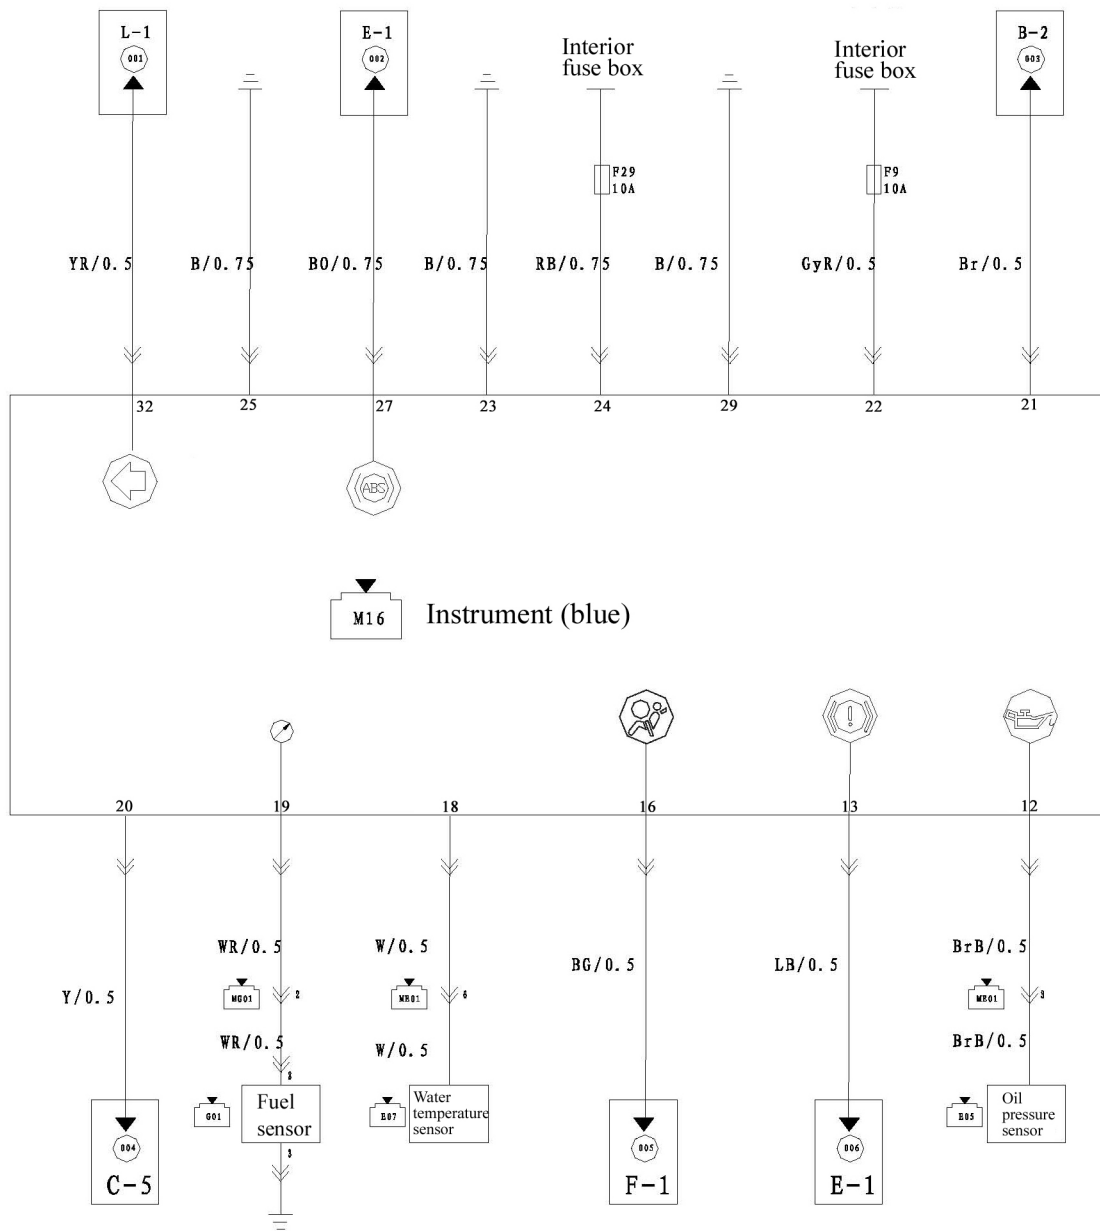 L-1
E-1
B-2
001
002
003
Interior
fuse box
Interior
fuse box
F29
10A
F9
10A
YR/0.5
B/0.75
BO/0.75
B/0.75
RB/0.75
B/0.75
GyR/0.5
Br/0.5
32
25
27
23
24
29
22
21
ABS
M16
Instrument (blue)
!
20
19
18
16
13
12
WR/0.5
W/0.5
BG/0.5
LB/0.5
BrB/0.5
Y/0.5
MG01
2
ME01
6
ME01
3
WR/0.5
W/0.5
BrB/0.5
G01
Fuel
sensor
3
E07
Water
temperature
sensor
E05
Oil
pressure
sensor
004
C-5
005
F-1
006
E-1